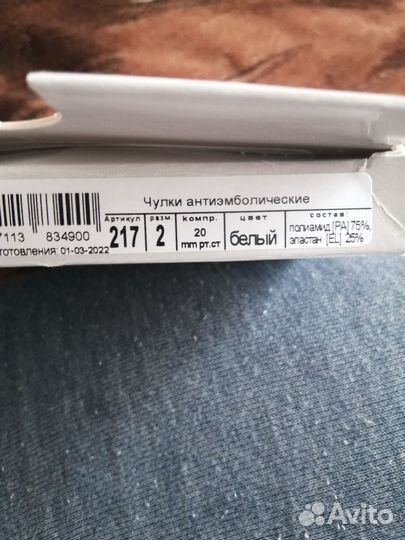 Чулки антиэмболические
Артикул разм. компр. цвет состав:
217 2 20 mm рт.ст белый полиамид [PA] 75%, эластан [EL] 25%
7113 834900
отовления: 01-03-2022
Avito